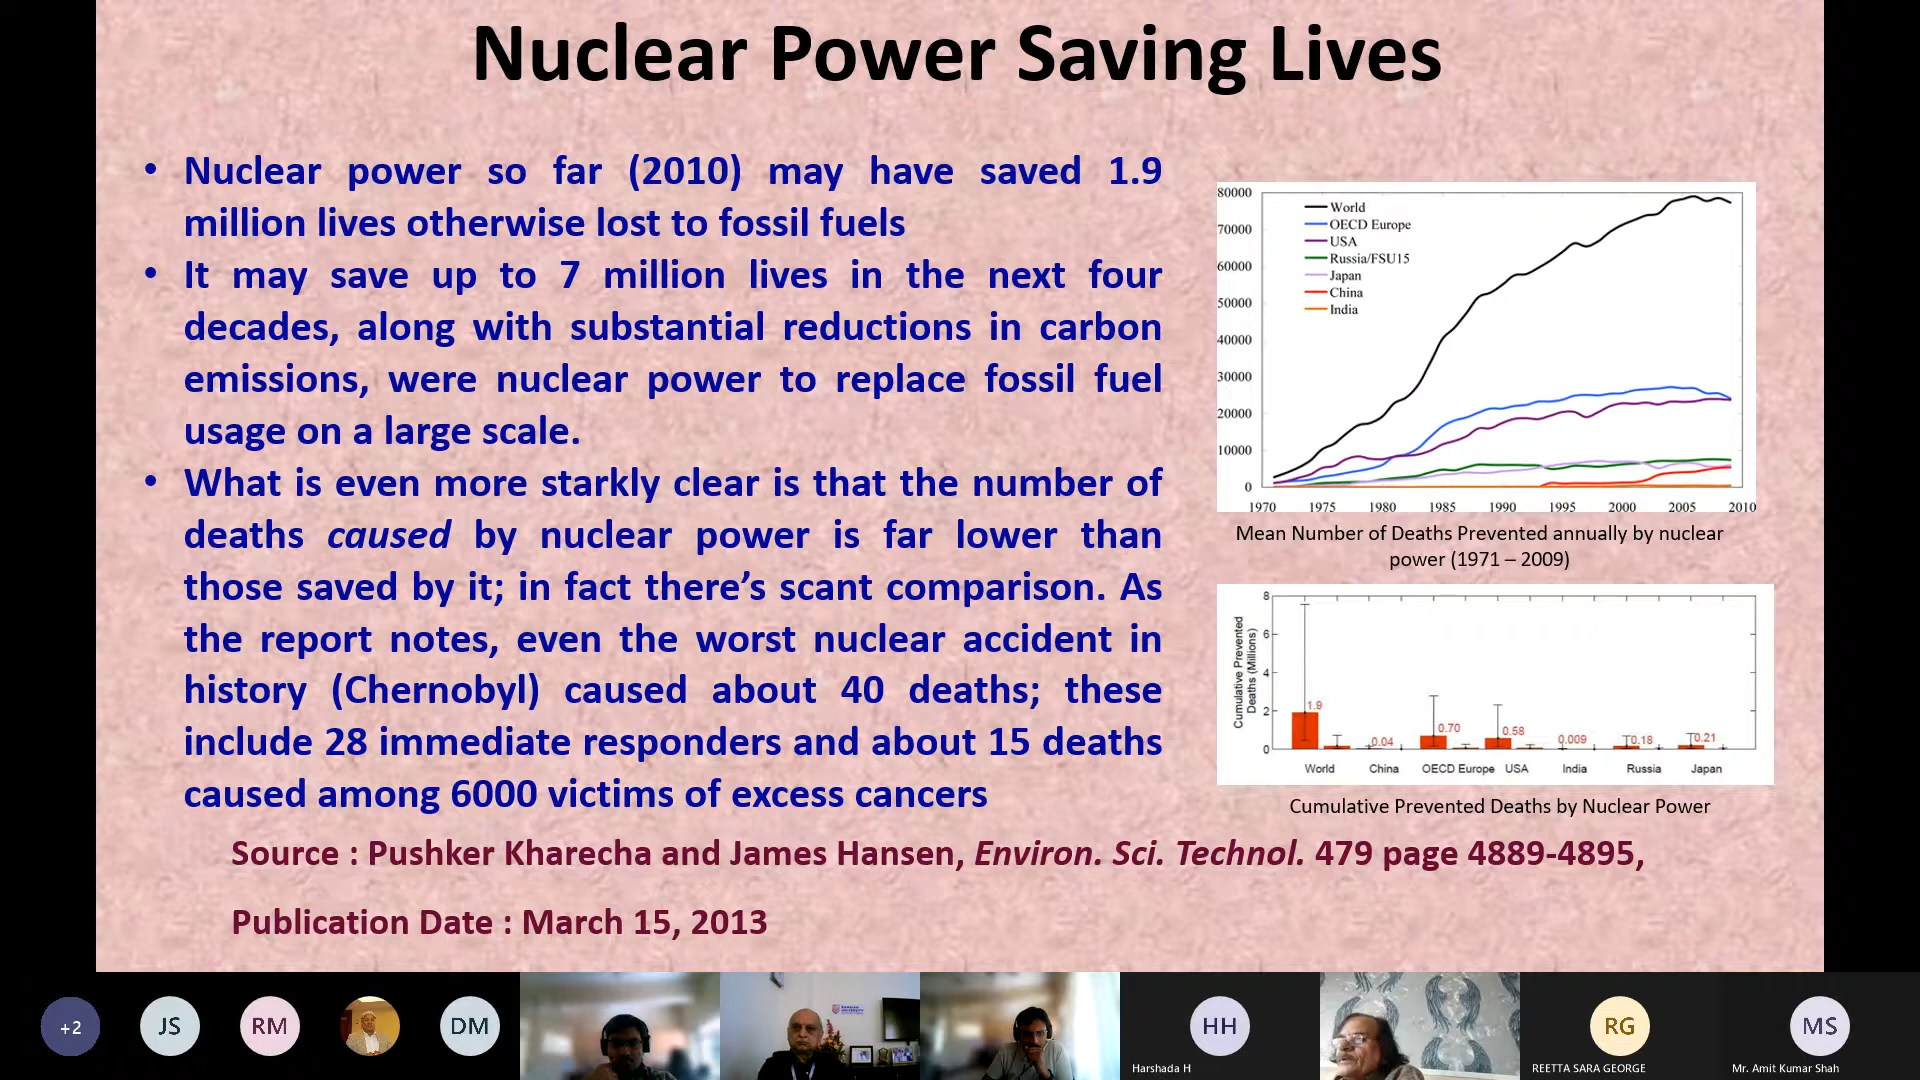 Nuclear Power Saving Lives
• Nuclear power so far (2010) may have saved 1.9
million lives otherwise lost to fossil fuels
• It may save up to 7 million lives in the next four
decades, along with substantial reductions in carbon
emissions, were nuclear power to replace fossil fuel
usage on a large scale.
• What is even more starkly clear is that the number of
deaths caused by nuclear power is far lower than
those saved by it; in fact there’s scant comparison. As
the report notes, even the worst nuclear accident in
history (Chernobyl) caused about 40 deaths; these
include 28 immediate responders and about 15 deaths
caused among 6000 victims of excess cancers
80000
70000
60000
50000
40000
30000
20000
10000
0
World
OECD Europe
USA
Russia/FSU15
Japan
China
India
1970 1975 1980 1985 1990 1995 2000 2005 2010
Mean Number of Deaths Prevented annually by nuclear
power (1971 – 2009)
Cumulative Prevented
Deaths (Millions)
8
6
4
2
0
1.9 0.04 0.70 0.58 0.009 0.18 0.21
World China OECD Europe USA India Russia Japan
Cumulative Prevented Deaths by Nuclear Power
Source : Pushker Kharecha and James Hansen, Environ. Sci. Technol. 479 page 4889-4895,
Publication Date : March 15, 2013
+2 JS RM DM HH RG MS
Harshada H REETTA SARA GEORGE Mr. Amit Kumar Shah